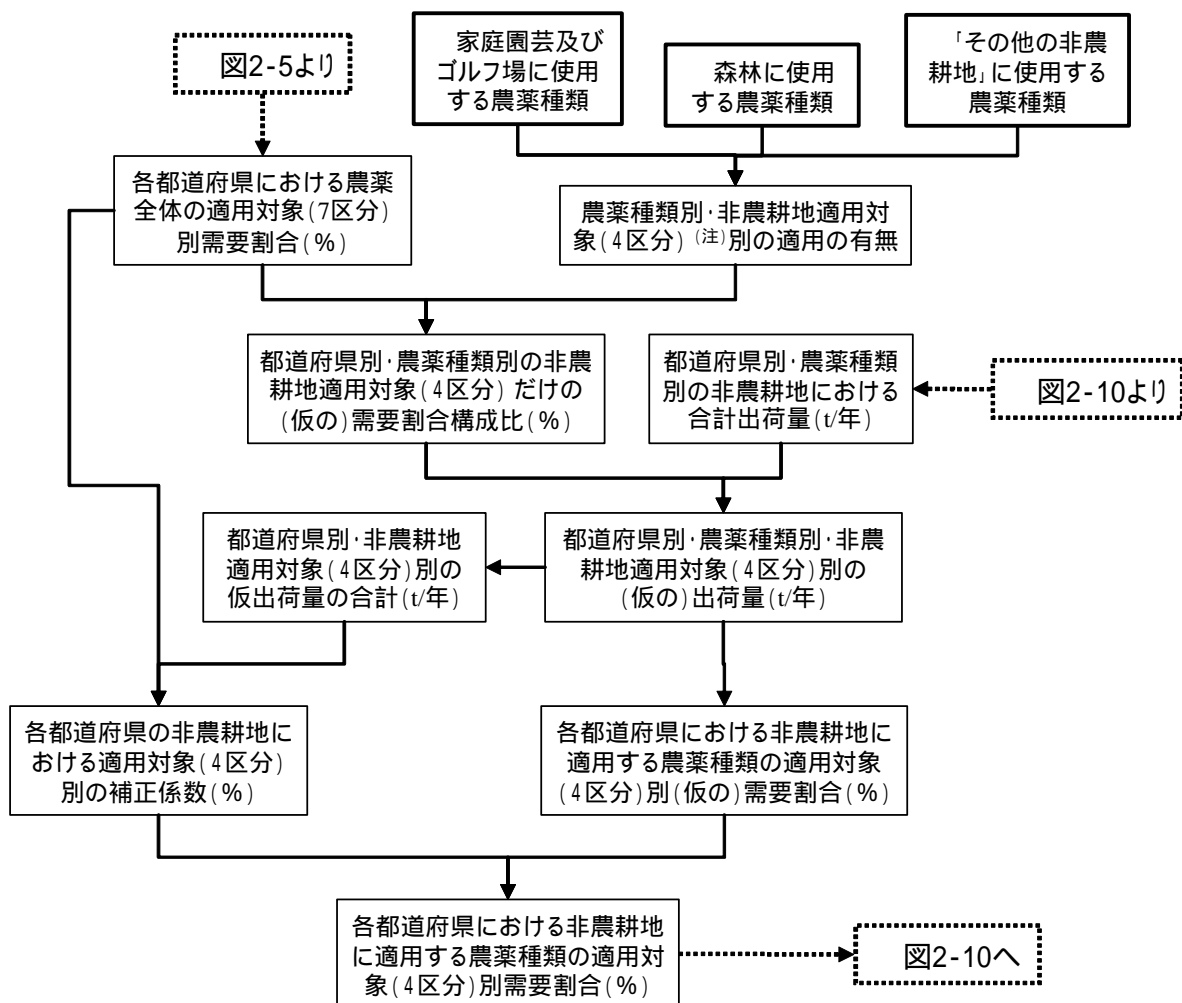 図2-5より
家庭園芸及び
ゴルフ場に使用
する農薬種類
森林に使用
する農薬種類
「その他の非農
耕地」に使用する
農薬種類
各都道府県における農薬
全体の適用対象(7区分)
別需要割合(%)
農薬種類別・非農耕地適用対
象(4区分)(注)別の適用の有無
都道府県別・農薬種類別の非農
耕地適用対象(4区分)だけの
(仮の)需要割合構成比(%)
都道府県別・農薬種類
別の非農耕地における
合計出荷量(t/年)
図2-10より
都道府県別・非農耕地
適用対象(4区分)別の
仮出荷量の合計(t/年)
都道府県別・農薬種類別・非農
耕地適用対象(4区分)別の
(仮の)出荷量(t/年)
各都道府県の非農耕地に
おける適用対象(4区分)
別の補正係数(%)
各都道府県における非農耕地に
適用する農薬種類の適用対象
(4区分)別(仮の)需要割合(%)
各都道府県における非農耕地
に適用する農薬種類の適用対
象(4区分)別需要割合(%)
図2-10へ